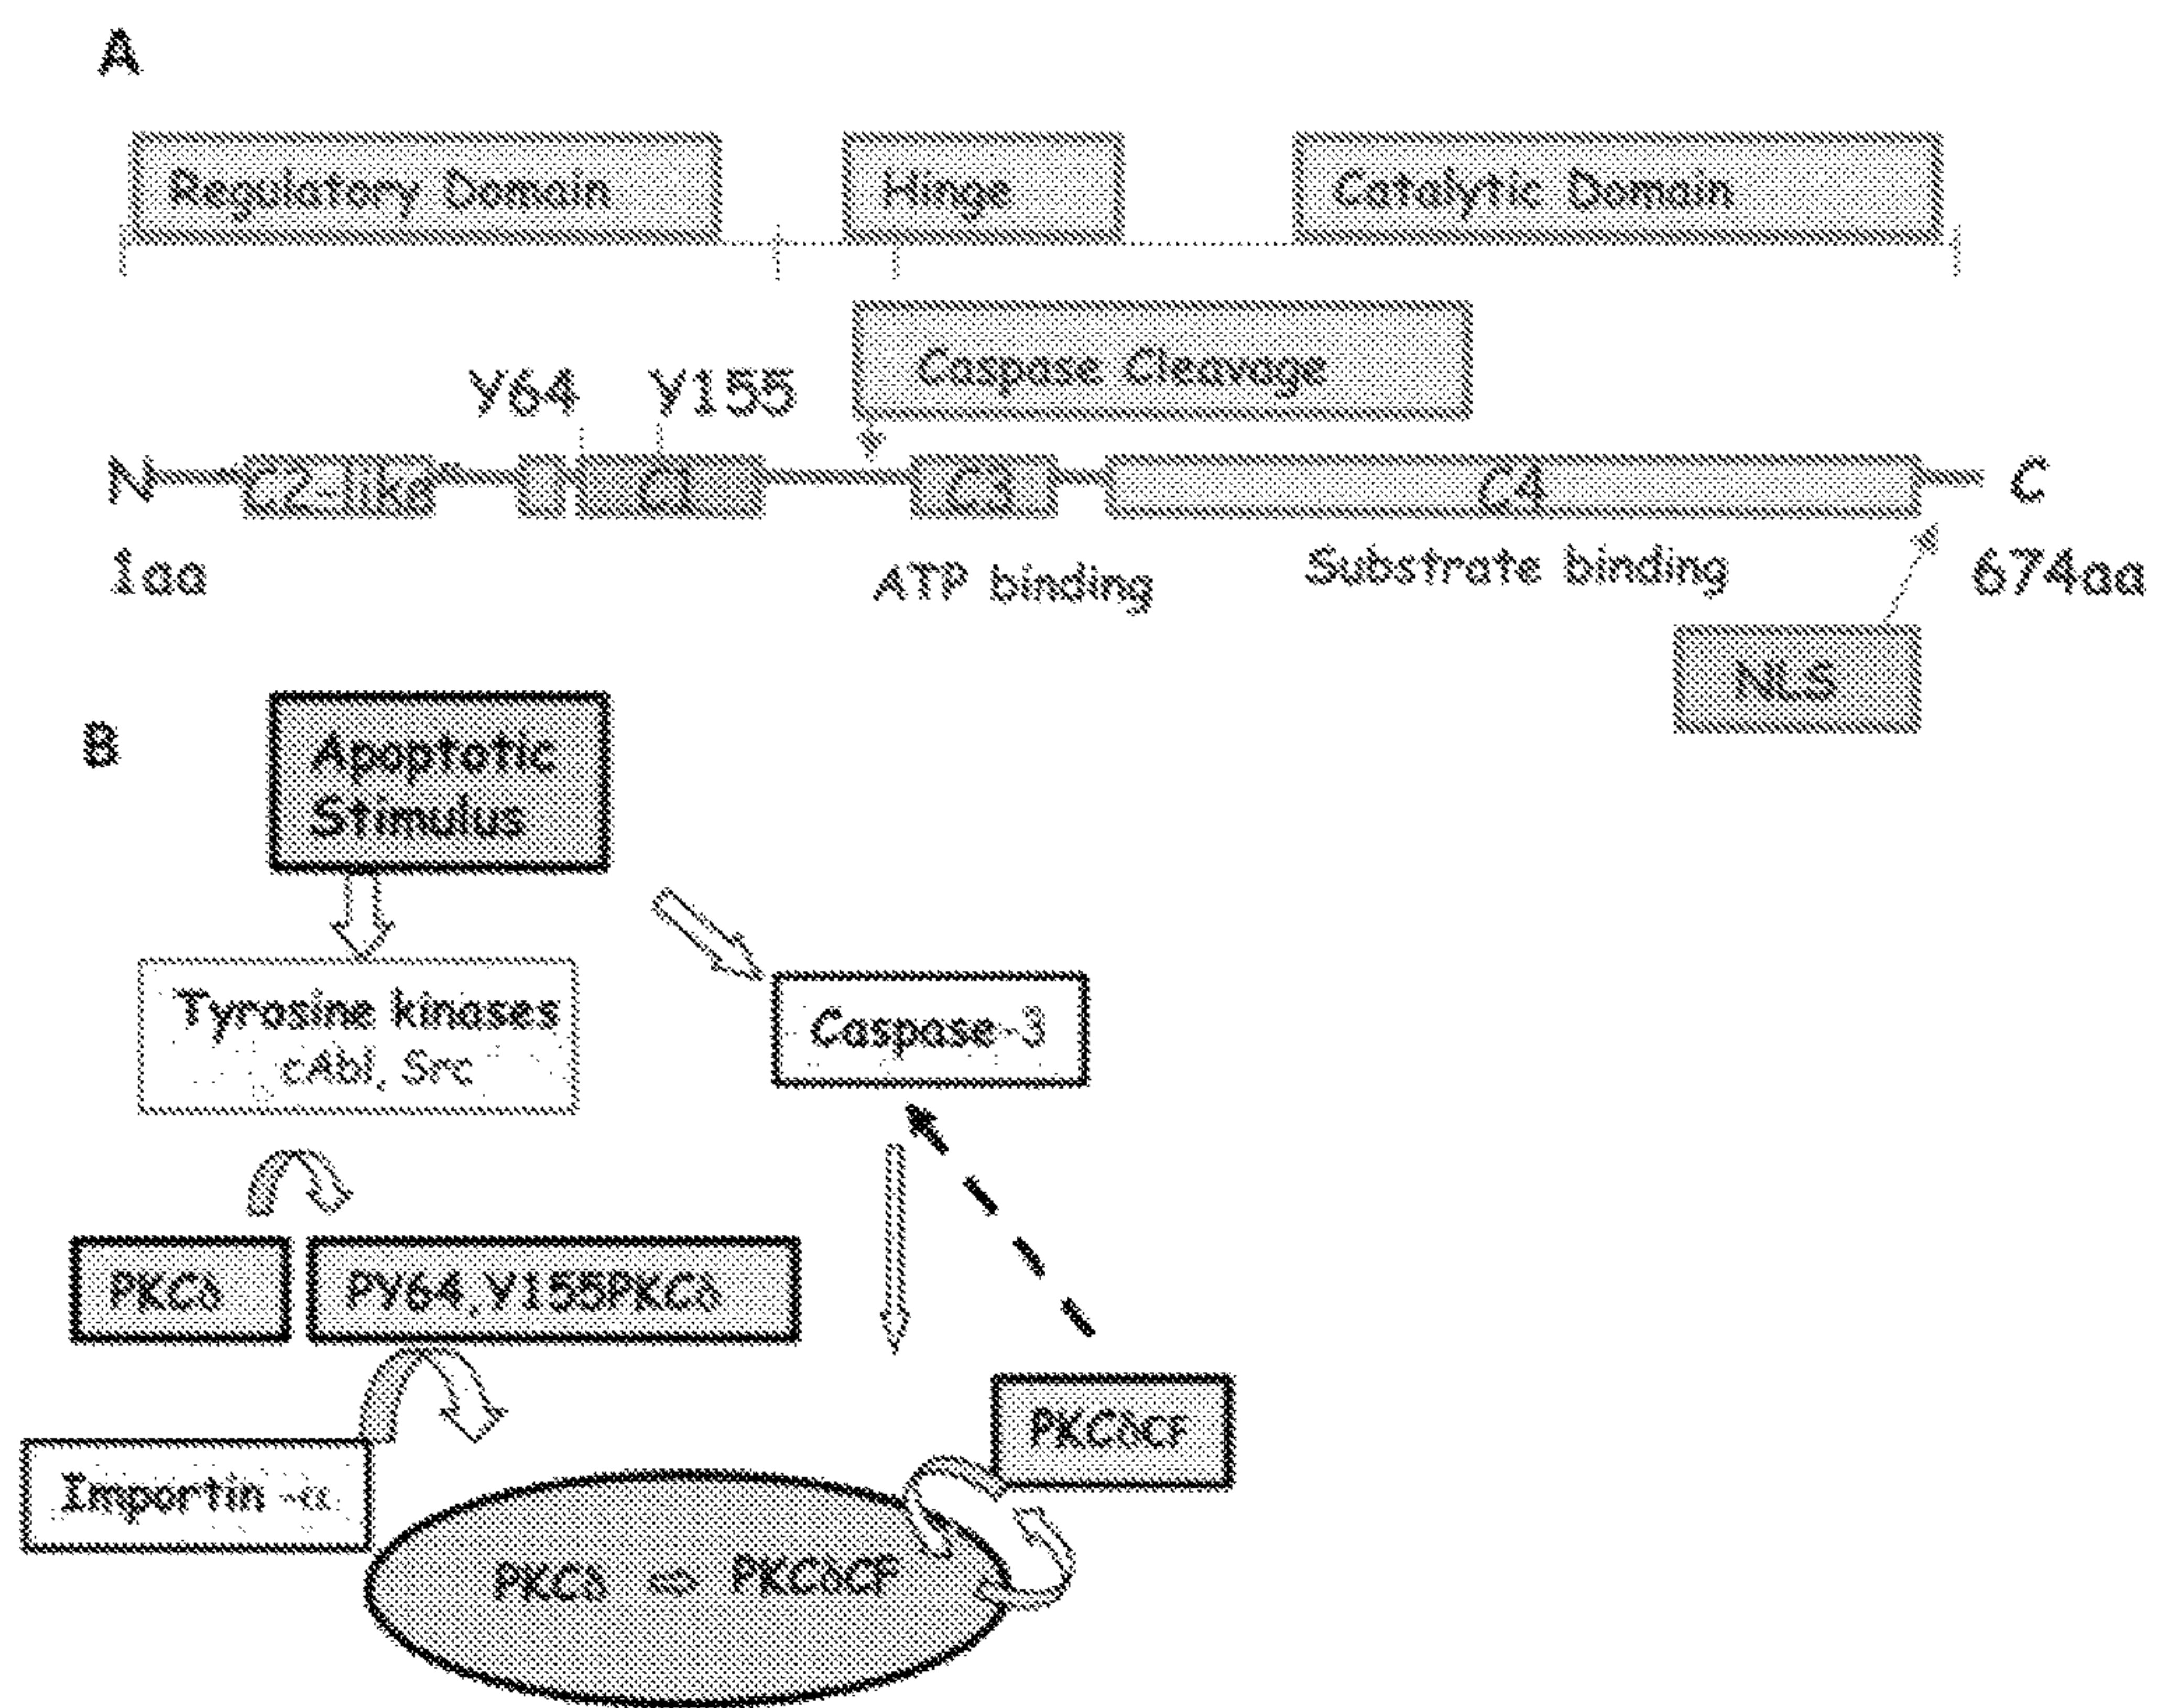 A
Regulatory Domain
Hinge
Catalytic Domain
Caspase Cleavage
Y64
Y155
N
C2-like
C1
C3
C4
C
1aa
ATP binding
Substrate binding
674aa
NLS
B
Apoptotic
Stimulus
Tyrosine kinases
cAbl, Src
Caspase-3
PKCδ
PY64,Y155PKCδ
PKCδCF
Importin -α
PKCδ ⇨ PKCδCF